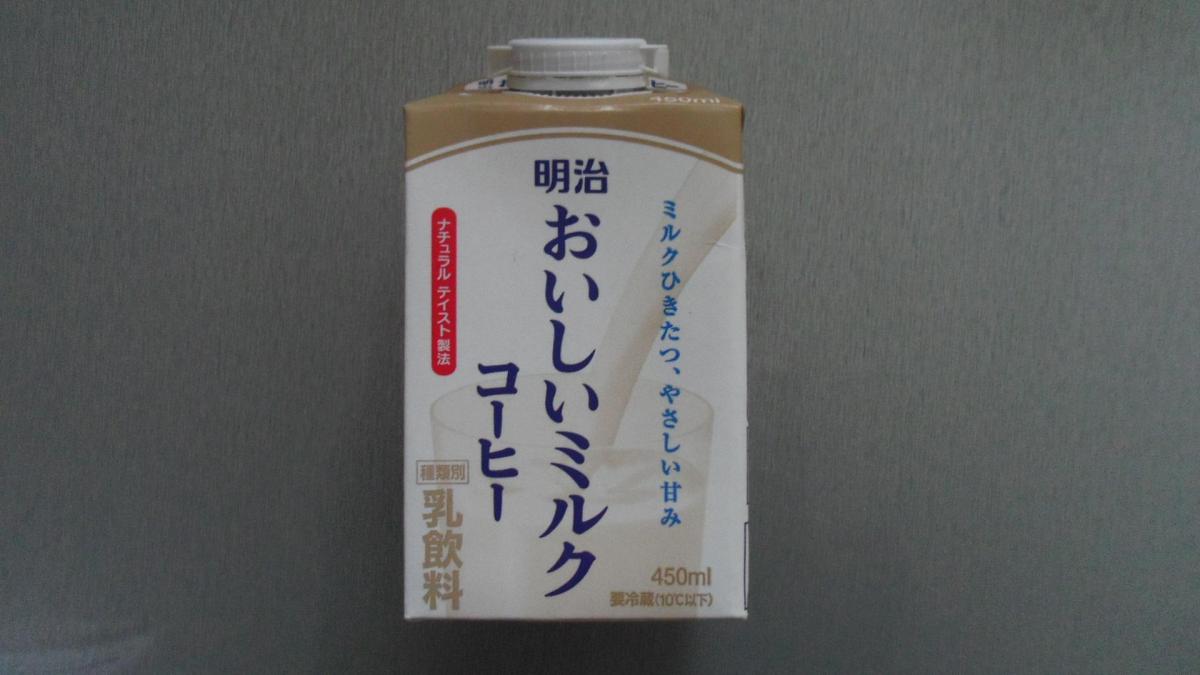 450ml
明治
おいしいミルク
コーヒー
ミルクひきたつ、やさしい甘み
ナチュラル テイスト製法
種類別
乳飲料
450ml
要冷蔵(10℃以下)